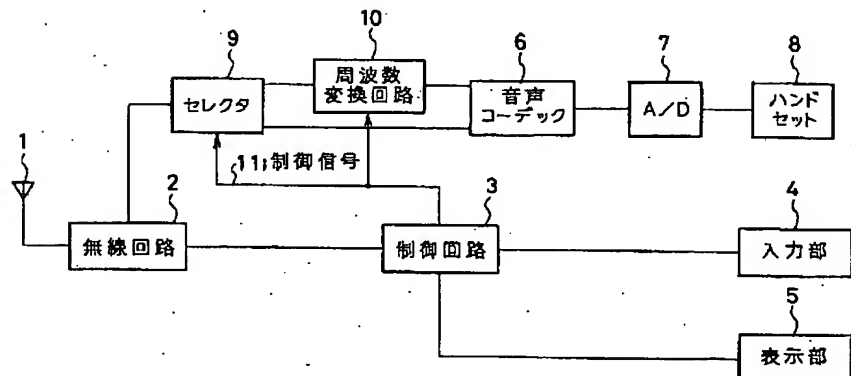 10
9
6
7
8
周波数
変換回路
セレクタ
音声
コーデック
A/D
ハンド
セット
1
11;制御信号
2
3
4
無線回路
制御回路
入力部
5
表示部